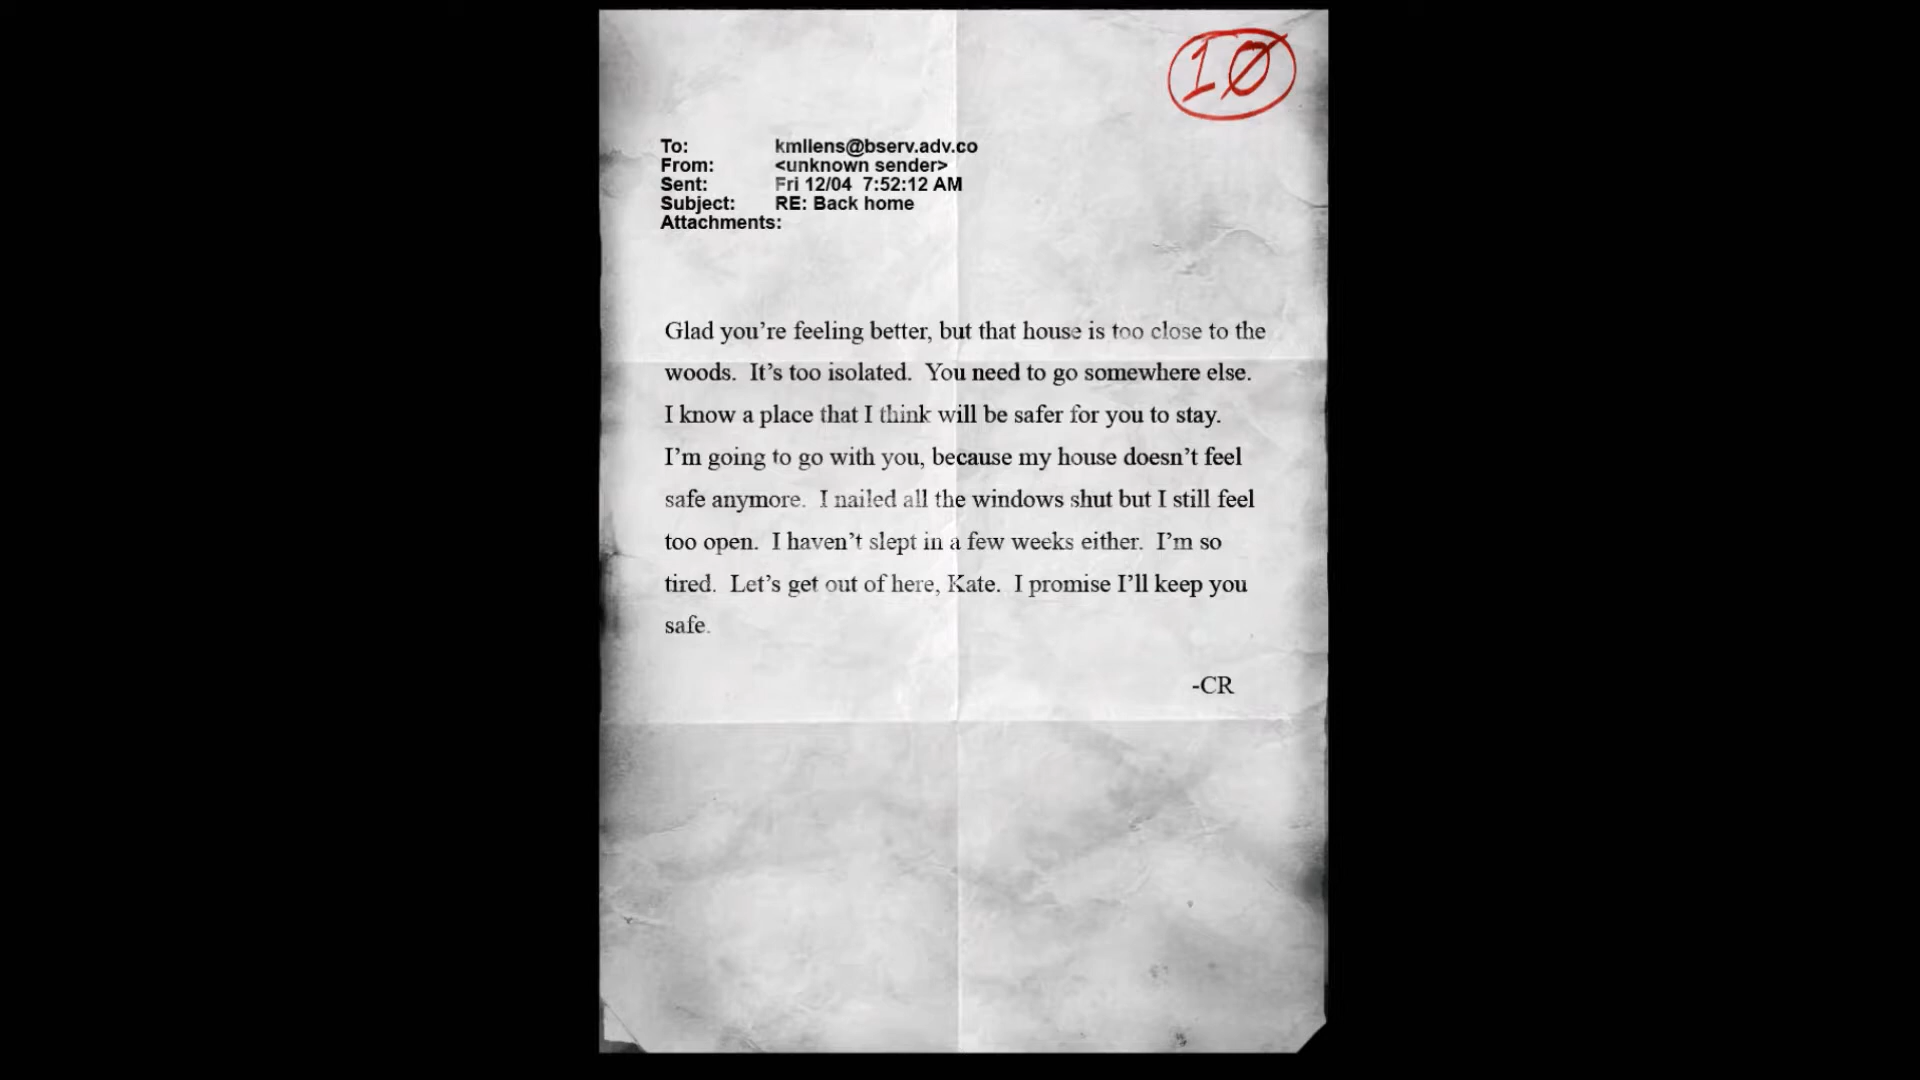 10
To: kmllens@bserv.adv.co
From: <unknown sender>
Sent: Fri 12/04 7:52:12 AM
Subject: RE: Back home
Attachments:
Glad you’re feeling better, but that house is too close to the
woods. It’s too isolated. You need to go somewhere else.
I know a place that I think will be safer for you to stay.
I’m going to go with you, because my house doesn’t feel
safe anymore. I nailed all the windows shut but I still feel
too open. I haven’t slept in a few weeks either. I’m so
tired. Let’s get out of here, Kate. I promise I’ll keep you
safe.
-CR